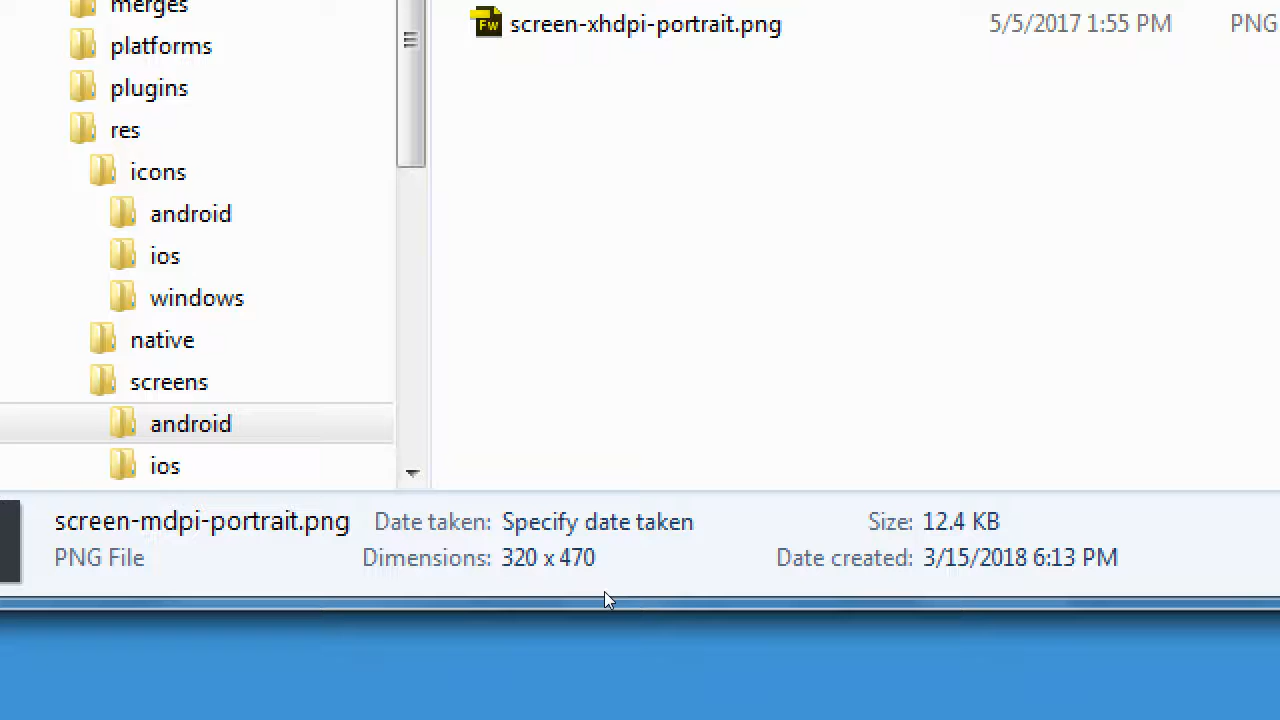 merges
platforms
plugins
res
icons
android
ios
windows
native
screens
android
ios
Fw screen-xhdpi-portrait.png 5/5/2017 1:55 PM PNG
screen-mdpi-portrait.png Date taken: Specify date taken Size: 12.4 KB
PNG File Dimensions: 320 x 470 Date created: 3/15/2018 6:13 PM